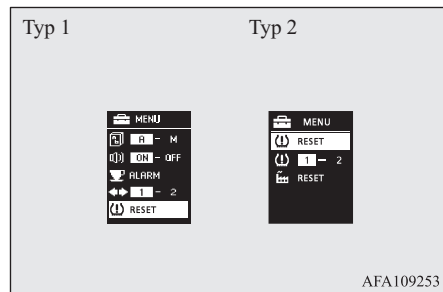 Typ 1
Typ 2
MENU
A - M
ON - OFF
ALARM
1 - 2
(!) RESET
MENU
(!) RESET
(!) 1 - 2
RESET
AFA109253